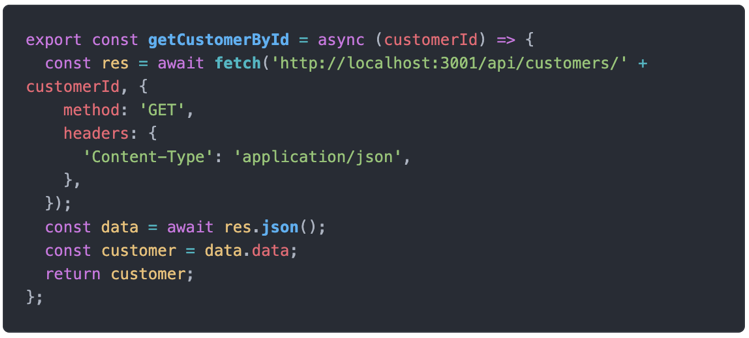 export const getCustomerById = async (customerId) => {
  const res = await fetch('http://localhost:3001/api/customers/' +
customerId, {
    method: 'GET',
    headers: {
      'Content-Type': 'application/json',
    },
  });
  const data = await res.json();
  const customer = data.data;
  return customer;
};